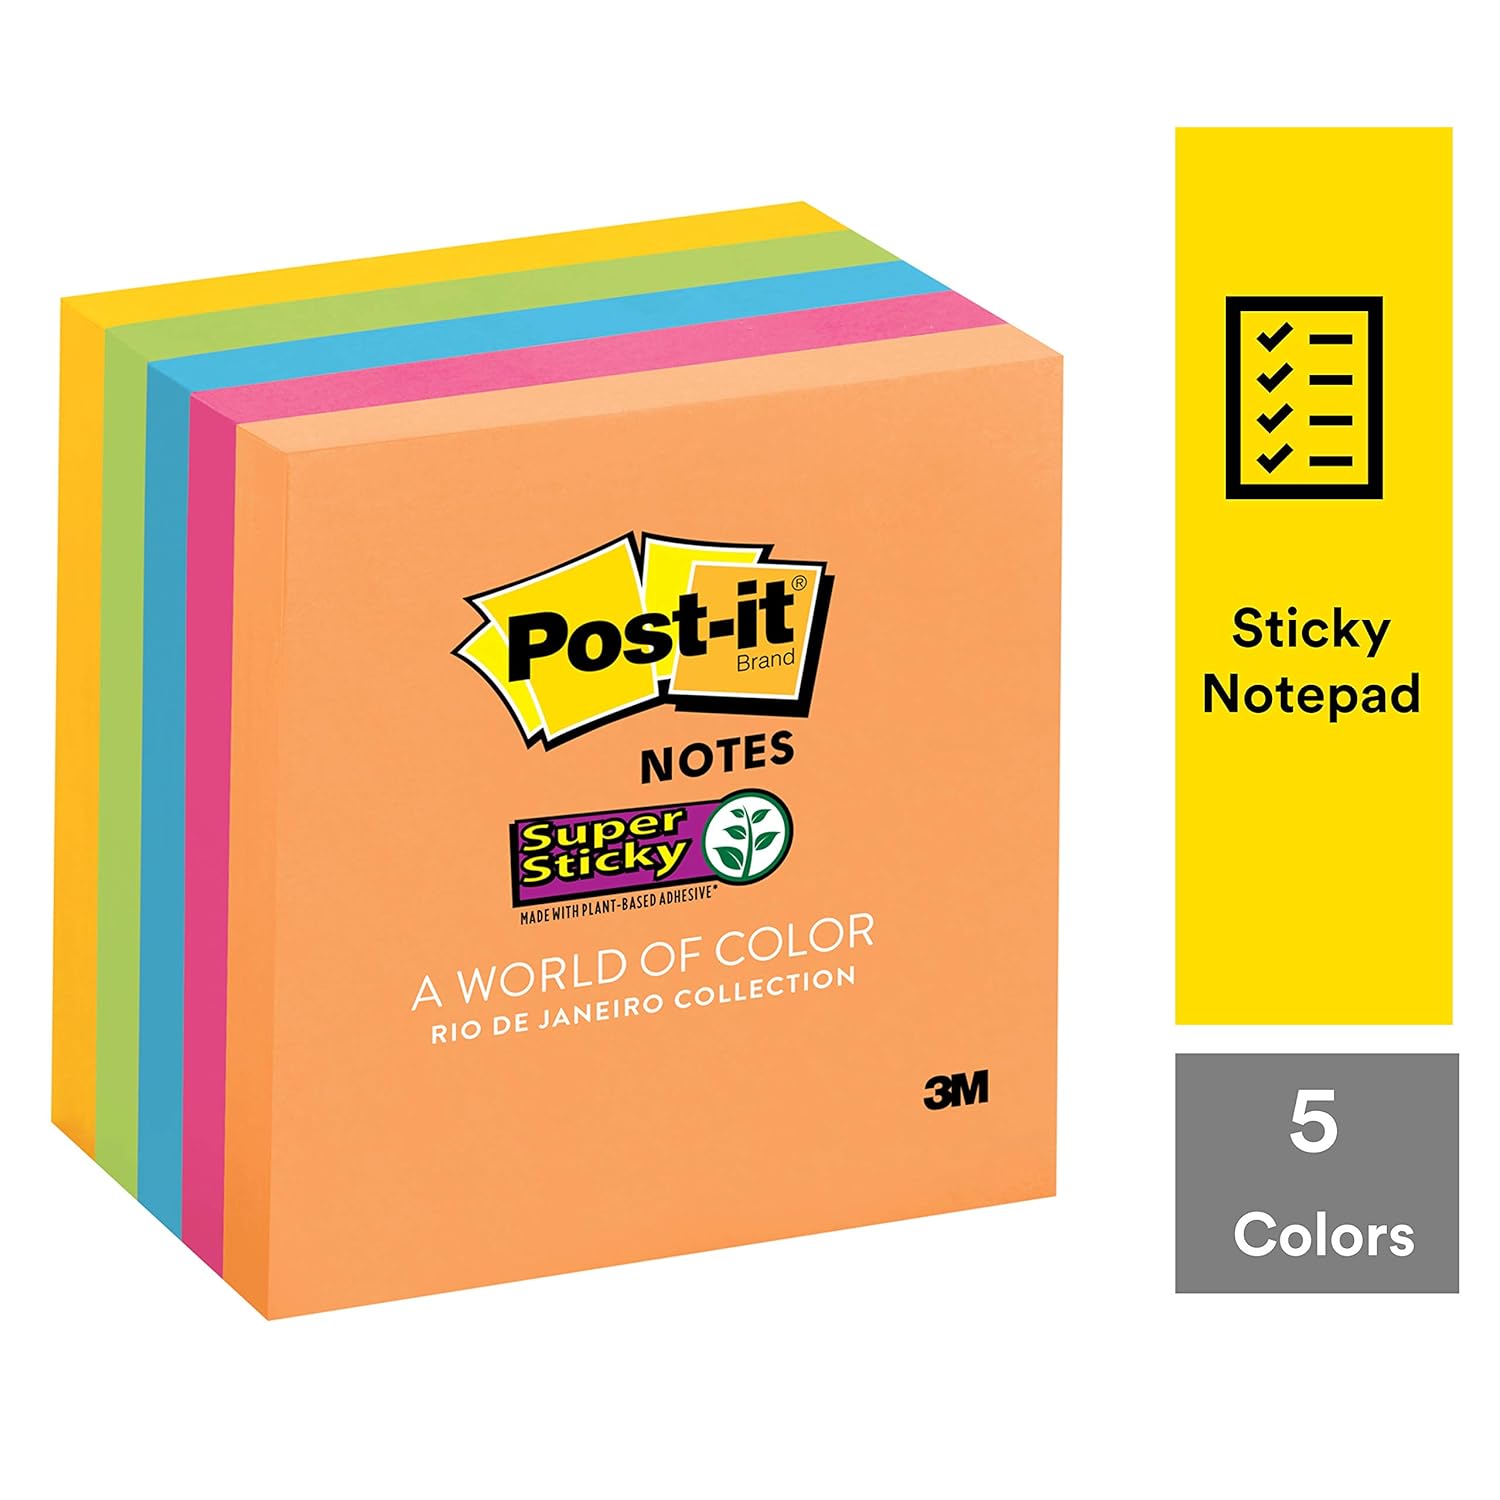 Post-it®
Brand
NOTES
Super
Sticky
MADE WITH PLANT-BASED ADHESIVE*
A WORLD OF COLOR
RIO DE JANEIRO COLLECTION
3M
Sticky
Notepad
5
Colors